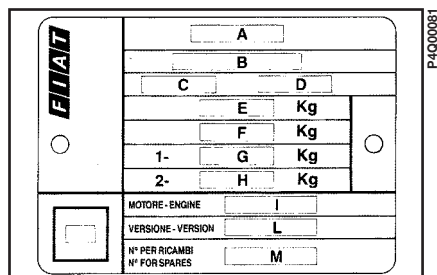 FIAT
A
B
C D
E Kg
F Kg
1- G Kg
2- H Kg
MOTORE - ENGINE I
VERSIONE - VERSION L
N° PER RICAMBI
N° FOR SPARES M
P4Q00081